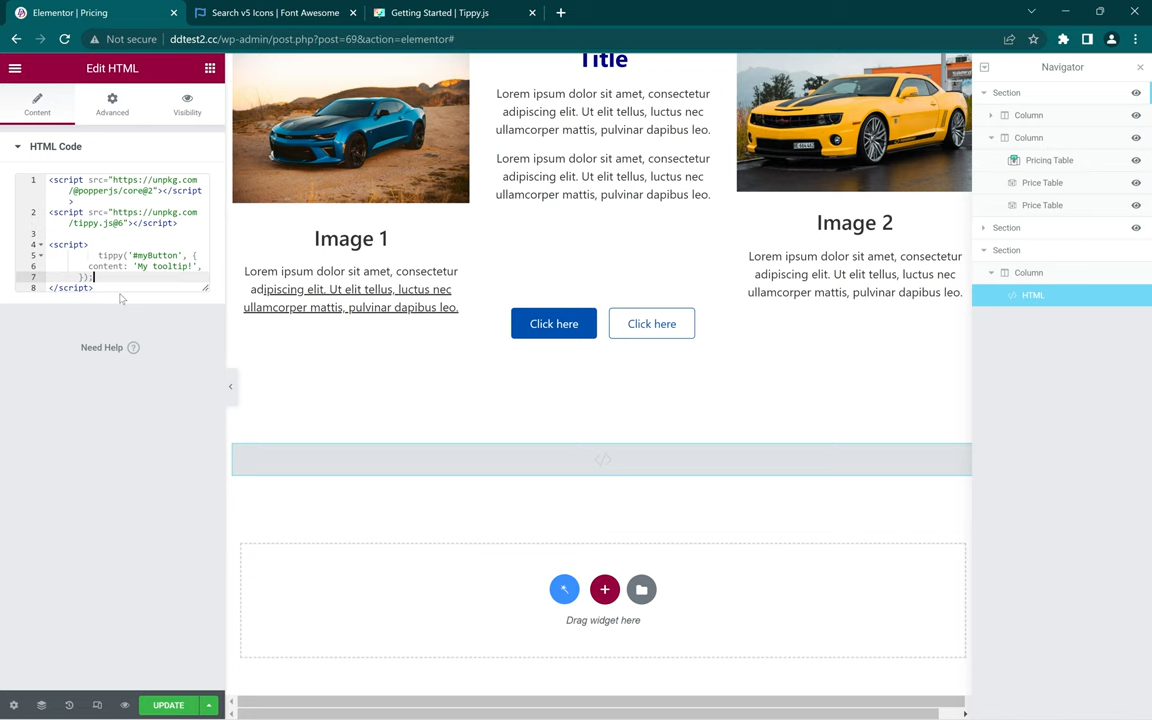 Elementor | Pricing
Search v5 Icons | Font Awesome
Getting Started | Tippy.js
Not secure
ddtest2.cc/wp-admin/post.php?post=69&action=elementor#
Edit HTML
Content
Advanced
Visibility
HTML Code
1 <script src="https://unpkg.com
/@popperjs/core@2"></script
>
2 <script src="https://unpkg.com
/tippy.js@6"></script>
3
4 <script>
5 tippy('#myButton', {
6 content: 'My tooltip!',
7 });
8 </script>
Need Help ?
UPDATE
Title
Lorem ipsum dolor sit amet, consectetur
adipiscing elit. Ut elit tellus, luctus nec
ullamcorper mattis, pulvinar dapibus leo.
Lorem ipsum dolor sit amet, consectetur
adipiscing elit. Ut elit tellus, luctus nec
ullamcorper mattis, pulvinar dapibus leo.
Image 1
Lorem ipsum dolor sit amet, consectetur
adipiscing elit. Ut elit tellus, luctus nec
ullamcorper mattis, pulvinar dapibus leo.
Image 2
Lorem ipsum dolor sit amet, consectetur
adipiscing elit. Ut elit tellus, luctus nec
ullamcorper mattis, pulvinar dapibus leo.
Click here
Click here
Drag widget here
Navigator
Section
Column
Column
Pricing Table
Price Table
Price Table
Section
Section
Column
HTML